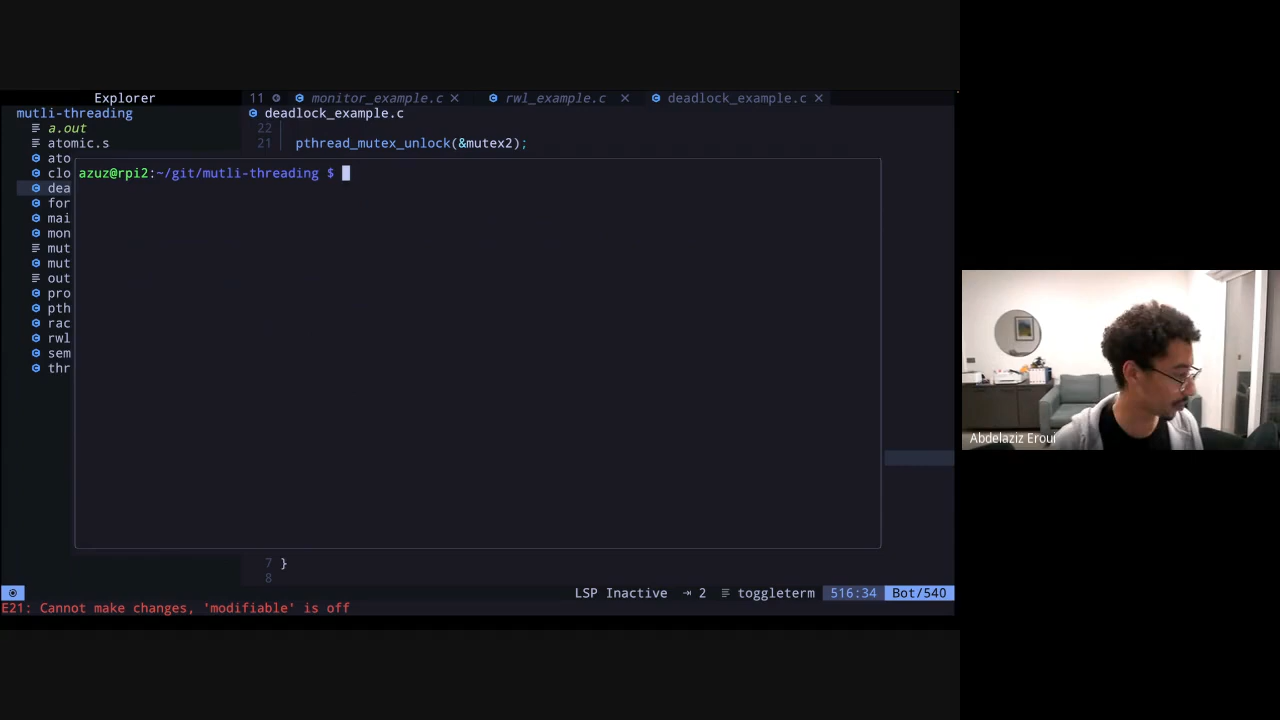 Explorer
11 monitor_example.c rwl_example.c deadlock_example.c
mutli-threading
deadlock_example.c
a.out
22
atomic.s
21 pthread_mutex_unlock(&mutex2);
ato
clo
azuz@rpi2:~/git/mutli-threading $
dea
for
mai
mon
mut
mut
out
pro
pth
rac
rwl
sem
thr
Abdelaziz Eroui
7 }
8
LSP Inactive ⇥ 2 toggleterm 516:34 Bot/540
E21: Cannot make changes, 'modifiable' is off